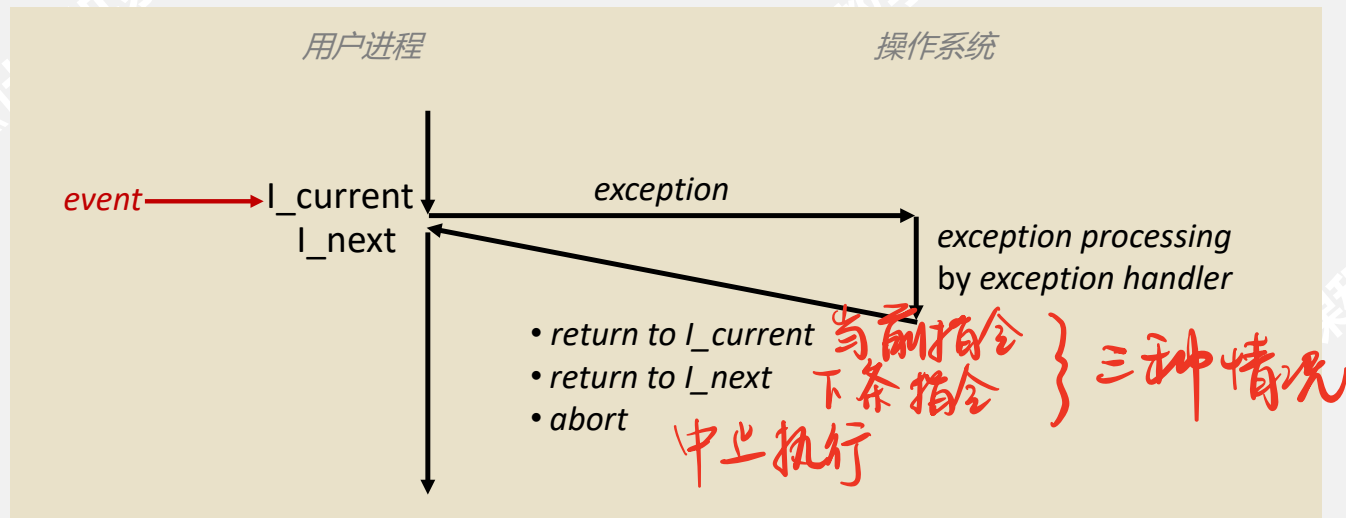 用户进程
操作系统
event
I_current
exception
I_next
exception processing
by exception handler
• return to I_current 当前指令
• return to I_next 下条指令
三种情况
• abort
中止执行